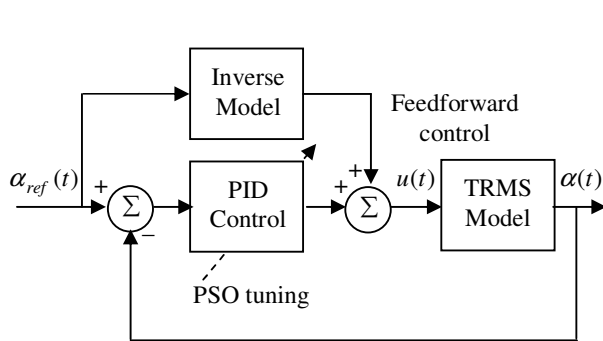 Inverse
Model
Feedforward
control
α_ref (t)
+
Σ
−
PID
Control
+
+
Σ
u(t)
TRMS
Model
α(t)
PSO tuning